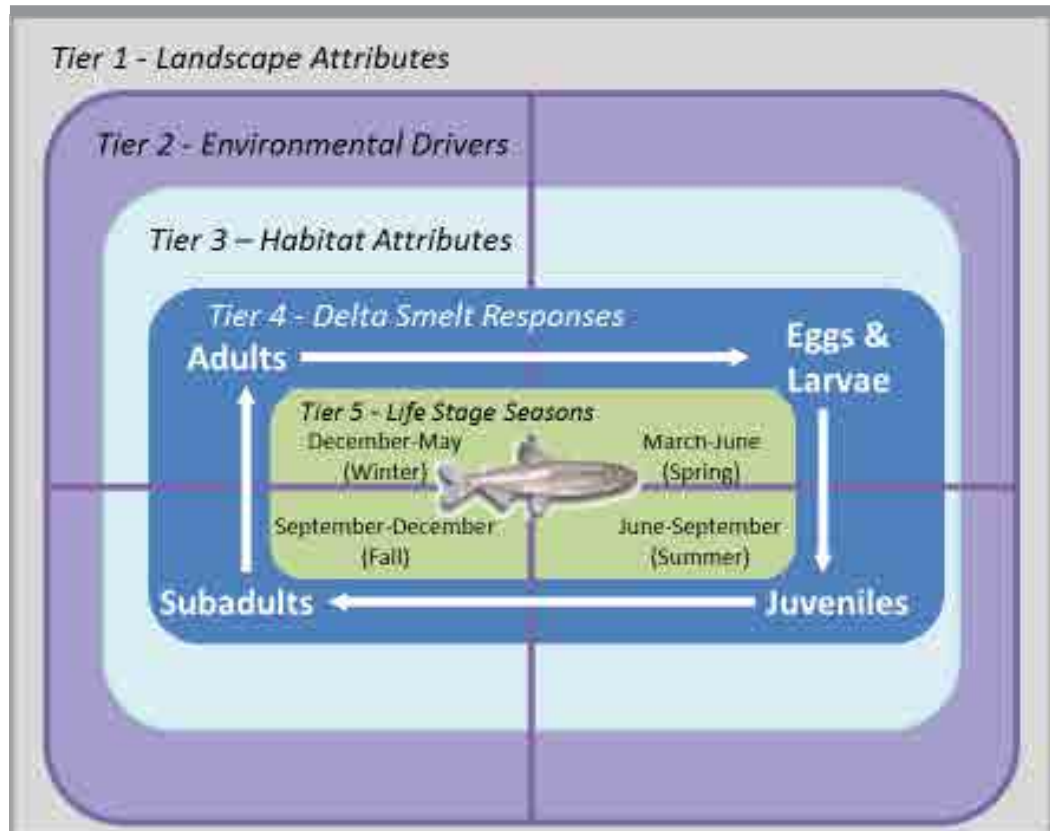 Tier 1 - Landscape Attributes
Tier 2 - Environmental Drivers
Tier 3 – Habitat Attributes
Tier 4 - Delta Smelt Responses
Adults
Eggs &
Larvae
Tier 5 - Life Stage Seasons
December-May
(Winter)
March-June
(Spring)
September-December
(Fall)
June-September
(Summer)
Subadults
Juveniles